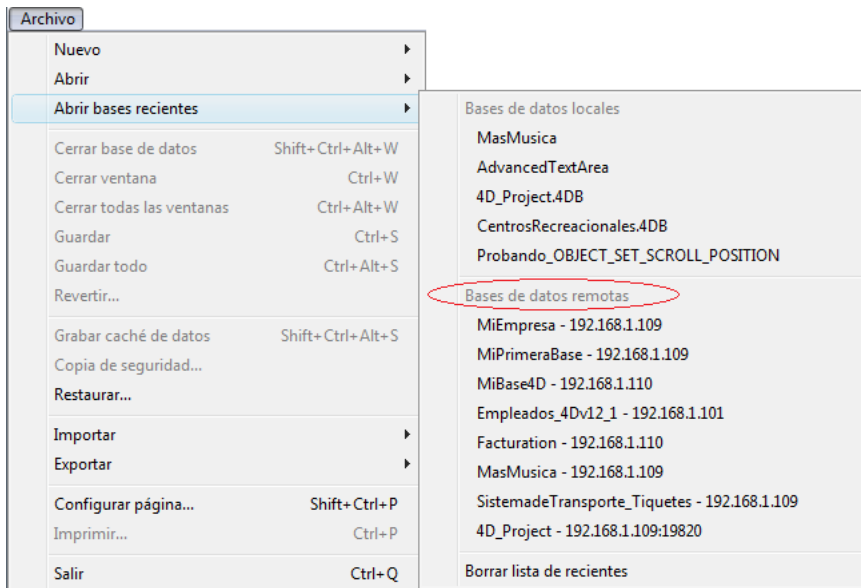 Archivo
Nuevo
Abrir
Abrir bases recientes
Cerrar base de datos Shift+Ctrl+Alt+W
Cerrar ventana Ctrl+W
Cerrar todas las ventanas Ctrl+Alt+W
Guardar Ctrl+S
Guardar todo Ctrl+Alt+S
Revertir...
Grabar caché de datos Shift+Ctrl+Alt+S
Copia de seguridad...
Restaurar...
Importar
Exportar
Configurar página... Shift+Ctrl+P
Imprimir... Ctrl+P
Salir Ctrl+Q
Bases de datos locales
MasMusica
AdvancedTextArea
4D_Project.4DB
CentrosRecreacionales.4DB
Probando_OBJECT_SET_SCROLL_POSITION
Bases de datos remotas
MiEmpresa - 192.168.1.109
MiPrimeraBase - 192.168.1.109
MiBase4D - 192.168.1.110
Empleados_4Dv12_1 - 192.168.1.101
Facturation - 192.168.1.110
MasMusica - 192.168.1.109
SistemadeTransporte_Tiquetes - 192.168.1.109
4D_Project - 192.168.1.109:19820
Borrar lista de recientes